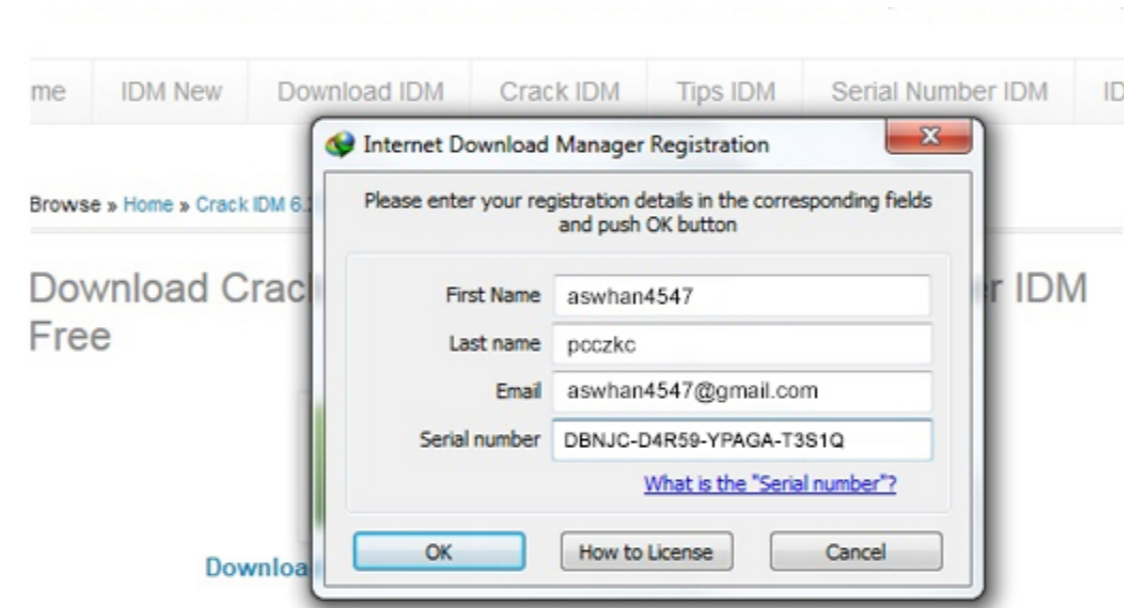 me IDM New Download IDM Crack IDM Tips IDM Serial Number IDM
Internet Download Manager Registration
Browse » Home » Crack IDM 6.
Please enter your registration details in the corresponding fields
and push OK button
Download Crac
r IDM
Free
First Name aswhan4547
Last name pcczkc
Email aswhan4547@gmail.com
Serial number DBNJC-D4R59-YPAGA-T3S1Q
What is the "Serial number"?
OK How to License Cancel
Downloa